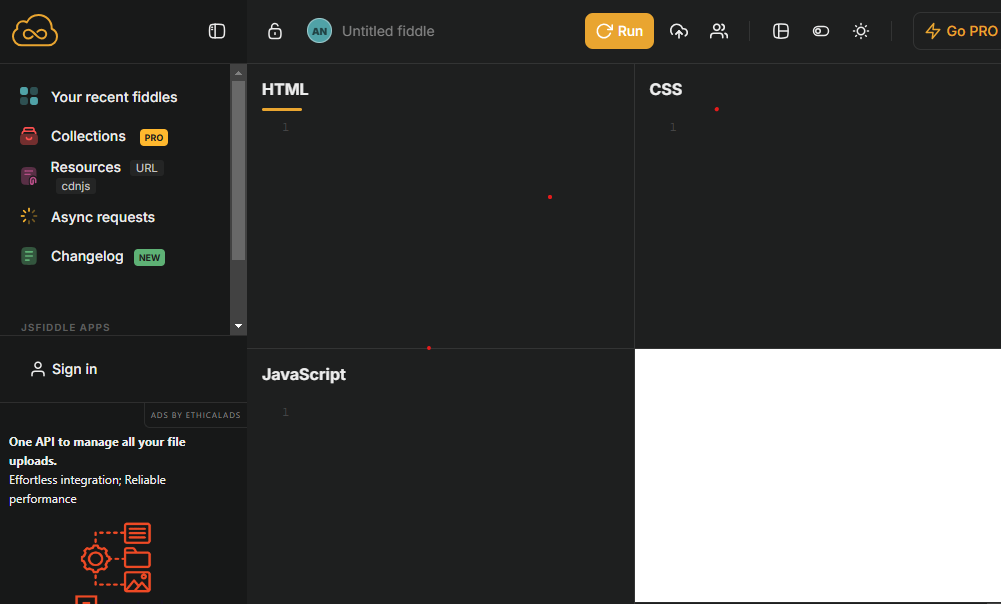 AN Untitled fiddle Run Go PRO
Your recent fiddles
Collections PRO
Resources URL
cdnjs
Async requests
Changelog NEW
JSFIDDLE APPS
Sign in
ADS BY ETHICALADS
One API to manage all your file
uploads.
Effortless integration; Reliable
performance
HTML
1
CSS
1
JavaScript
1